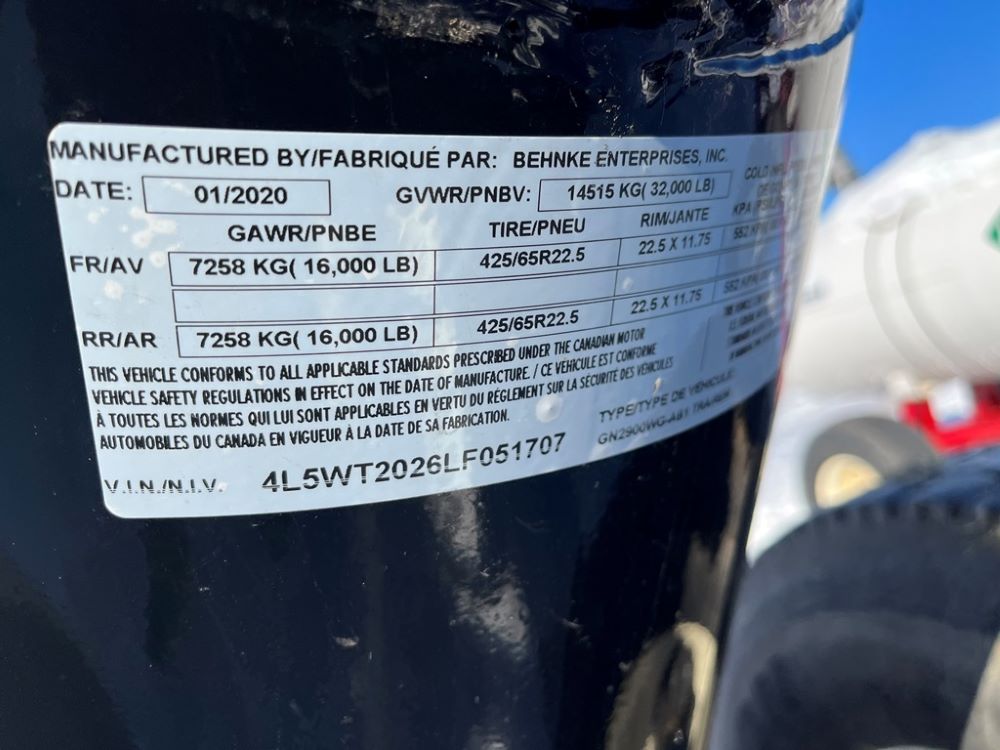 MANUFACTURED BY/FABRIQUÉ PAR: BEHNKE ENTERPRISES, INC.
DATE: 01/2020 GVWR/PNBV: 14515 KG( 32,000 LB)
GAWR/PNBE TIRE/PNEU RIM/JANTE
FR/AV 7258 KG( 16,000 LB) 425/65R22.5 22.5 X 11.75
RR/AR 7258 KG( 16,000 LB) 425/65R22.5 22.5 X 11.75
THIS VEHICLE CONFORMS TO ALL APPLICABLE STANDARDS PRESCRIBED UNDER THE CANADIAN MOTOR
VEHICLE SAFETY REGULATIONS IN EFFECT ON THE DATE OF MANUFACTURE. / CE VÉHICULE EST CONFORME
À TOUTES LES NORMES QUI LUI SONT APPLICABLES EN VERTU DU RÉGLEMENT SUR LA SÉCURITÉ DES VÉHICULES
AUTOMOBILES DU CANADA EN VIGUEUR À LA DATE DE SA FABRICATION.
TYPE/TYPE DE VÉHICULE:
V.I.N./N.I.V. 4L5WT2026LF051707